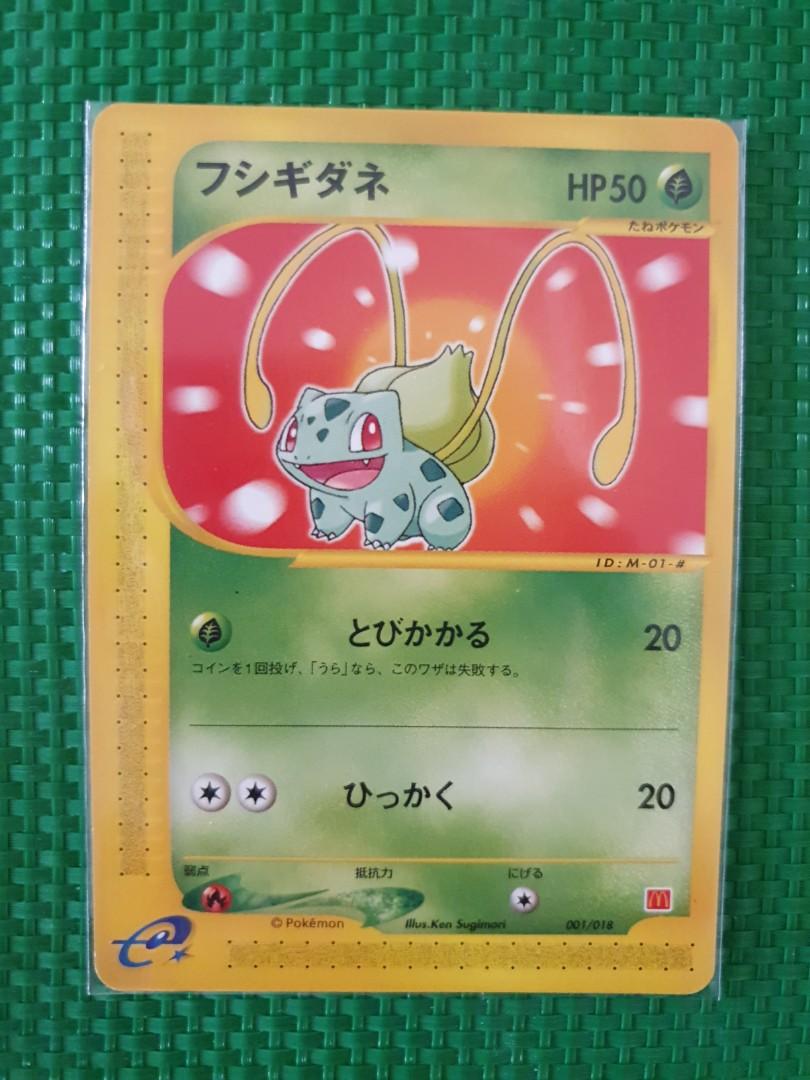 フシギダネ HP50
たねポケモン
ID:M-01-#
とびかかる 20
コインを1回投げ、「うら」なら、このワザは失敗する。
ひっかく 20
弱点 抵抗力 にげる
© Pokémon Illus.Ken Sugimori 001/018
e
M